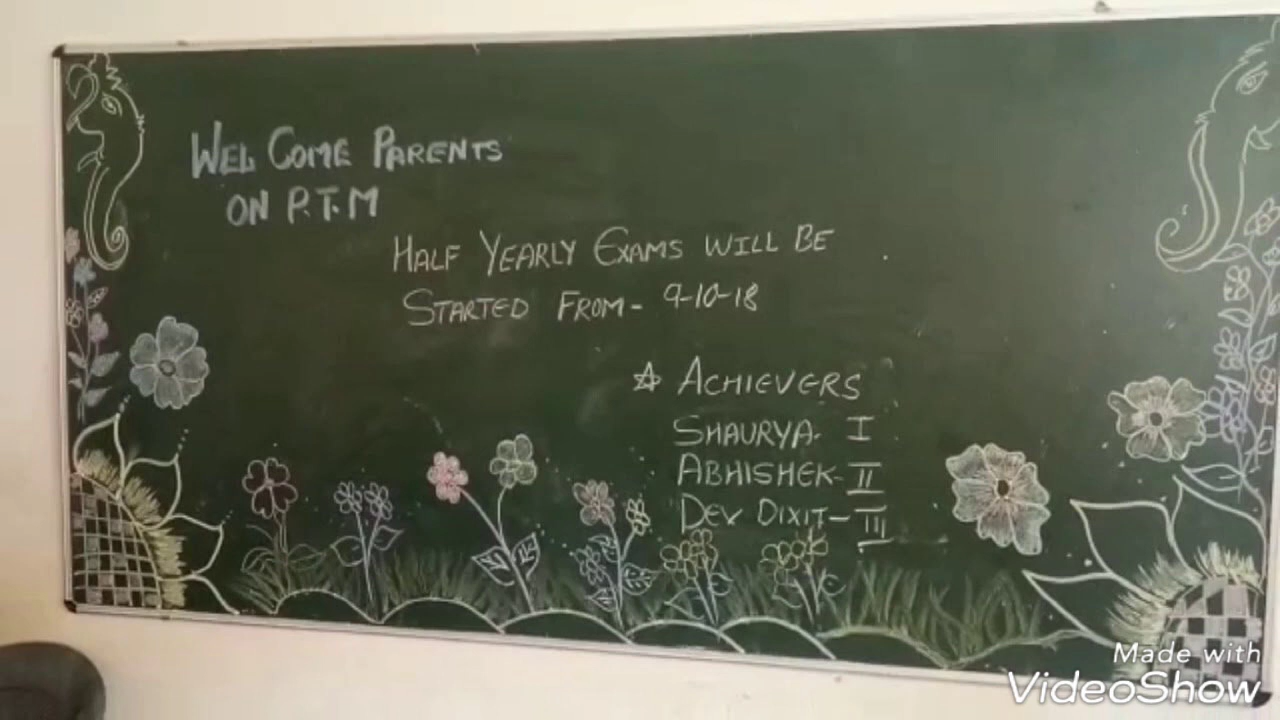 WEL COME PARENTS
ON P.T.M
HALF YEARLY EXAMS WILL BE
STARTED FROM- 9-10-18
☆ ACHIEVERS
SHAURYA- I
ABHISHEK- II
DEV DIXIT- III
Made with
VideoShow